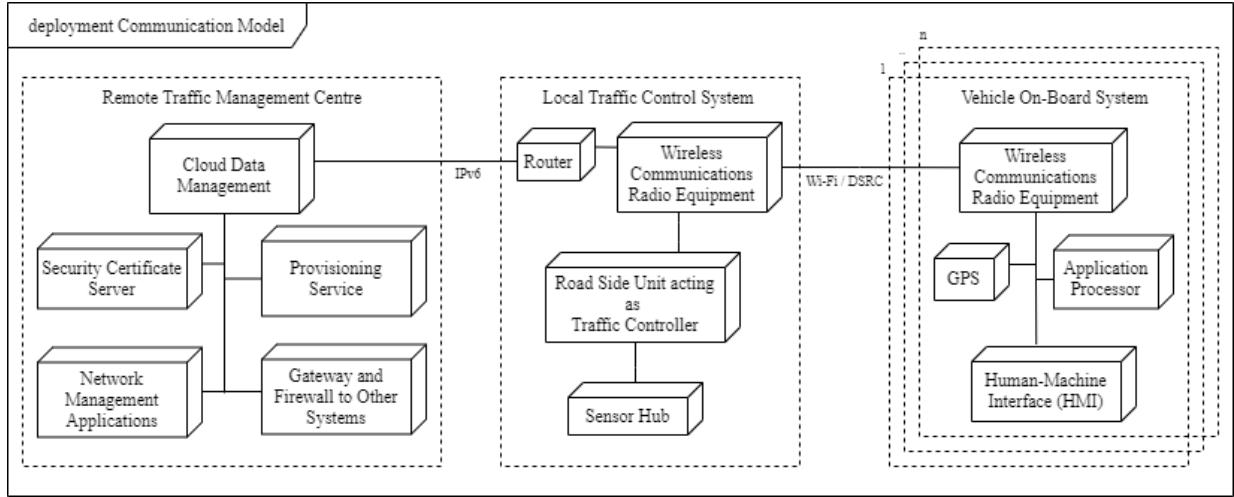 deployment Communication Model
n
..
1
Remote Traffic Management Centre
Local Traffic Control System
Vehicle On-Board System
Cloud Data
Management
IPv6
Router
Wireless
Communications
Radio Equipment
Wi-Fi / DSRC
Wireless
Communications
Radio Equipment
Security Certificate
Server
Provisioning
Service
Road Side Unit acting
as
Traffic Controller
GPS
Application
Processor
Network
Management
Applications
Gateway and
Firewall to Other
Systems
Sensor Hub
Human-Machine
Interface (HMI)